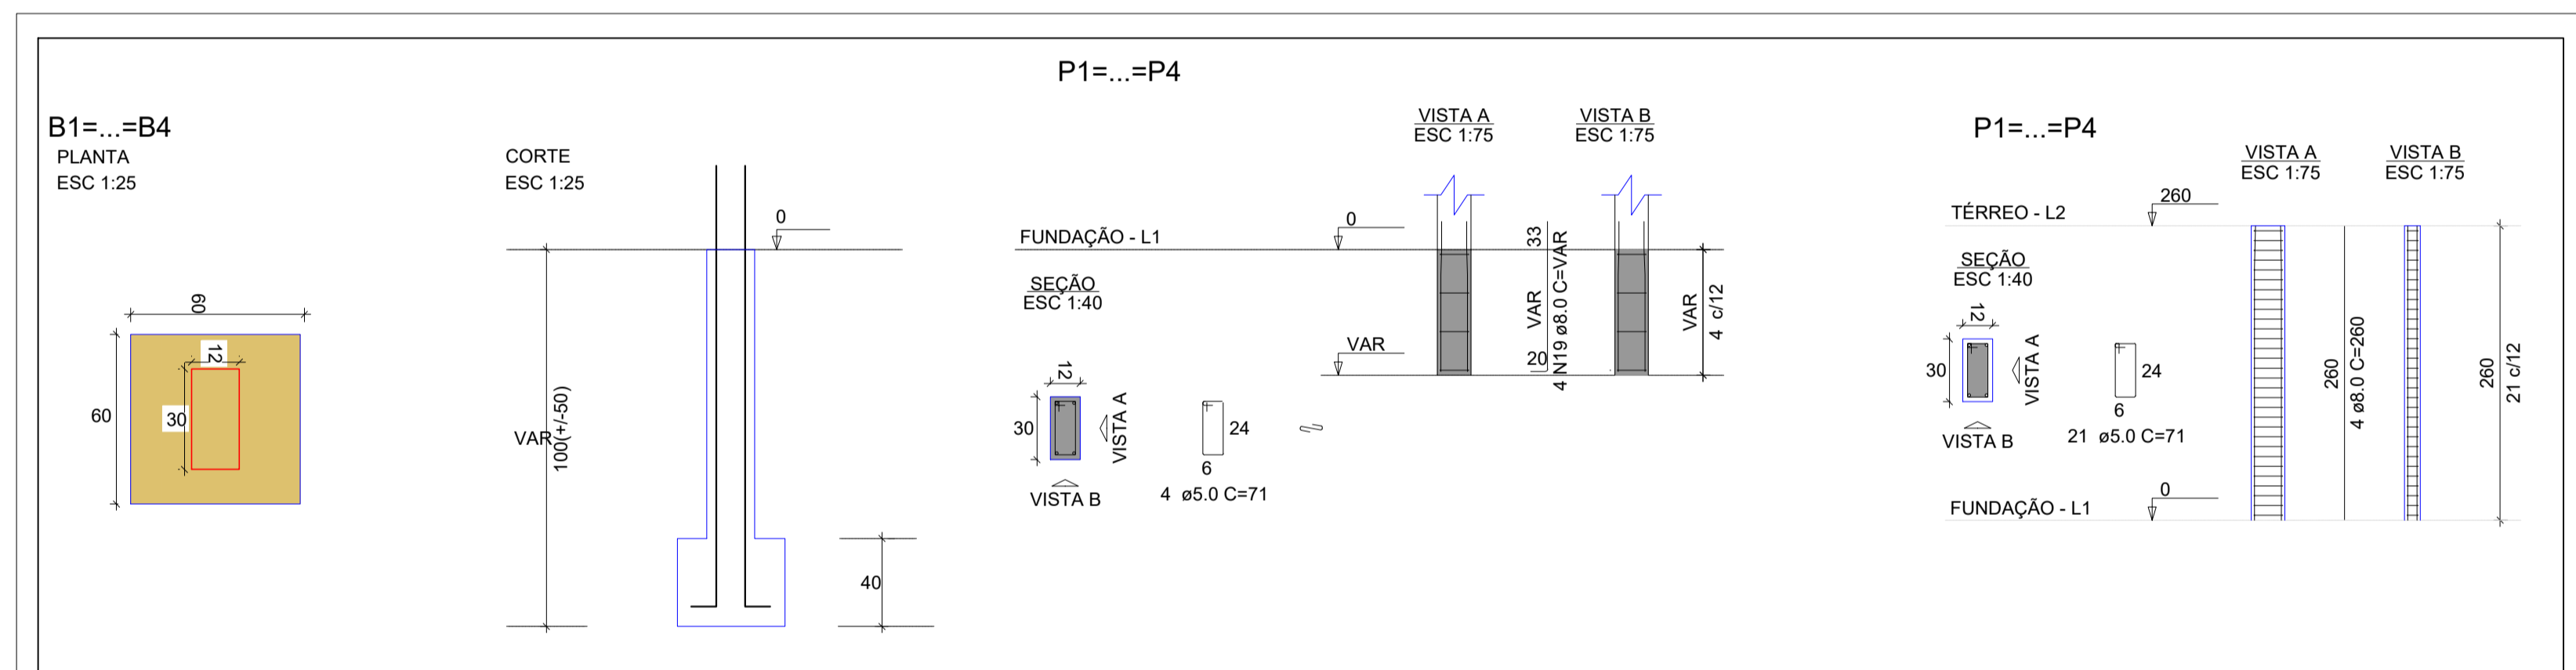 P1=...=P4
B1=...=B4
PLANTA
ESC 1:25
60
12
30
60
CORTE
ESC 1:25
0
VAR
100(+/-50)
40
VISTA A
ESC 1:75
VISTA B
ESC 1:75
FUNDAÇÃO - L1
0
SEÇÃO
ESC 1:40
VAR
12
30
VISTA A
VISTA B
24
6
4 ø5.0 C=71
33
VAR
20
4 N19 ø8.0 C=VAR
VAR
4 c/12
P1=...=P4
VISTA A
ESC 1:75
VISTA B
ESC 1:75
TÉRREO - L2
260
SEÇÃO
ESC 1:40
12
30
VISTA A
VISTA B
24
6
21 ø5.0 C=71
260
4 ø8.0 C=260
260
21 c/12
FUNDAÇÃO - L1
0